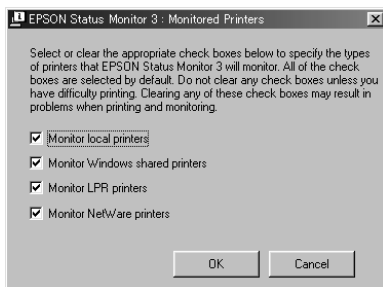 EPSON Status Monitor 3 : Monitored Printers
Select or clear the appropriate check boxes below to specify the types
of printers that EPSON Status Monitor 3 will monitor. All of the check
boxes are selected by default. Do not clear any check boxes unless you
have difficulty printing. Clearing any of these check boxes may result in
problems when printing and monitoring.
Monitor local printers
Monitor Windows shared printers
Monitor LPR printers
Monitor NetWare printers
OK Cancel